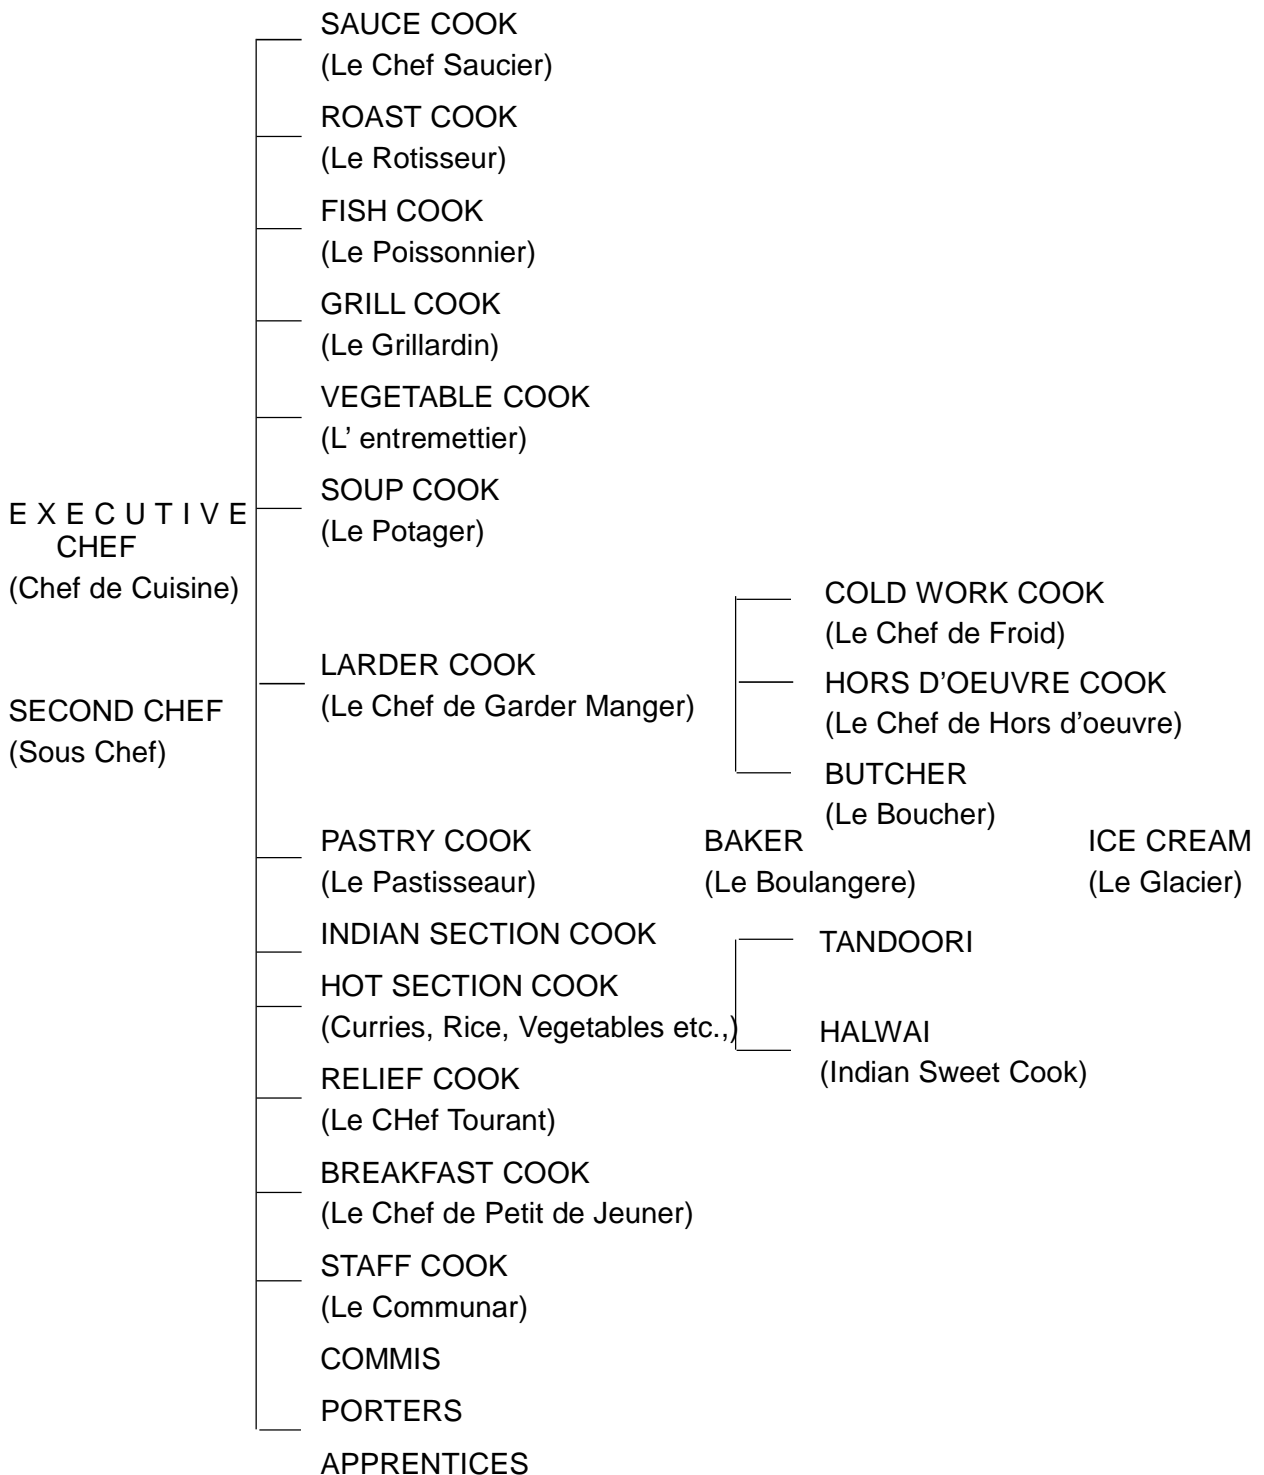 SAUCE COOK
(Le Chef Saucier)
ROAST COOK
(Le Rotisseur)
FISH COOK
(Le Poissonnier)
GRILL COOK
(Le Grillardin)
VEGETABLE COOK
(L’ entremettier)
SOUP COOK
(Le Potager)
E X E C U T I V E
CHEF
(Chef de Cuisine)
SECOND CHEF
(Sous Chef)
LARDER COOK
(Le Chef de Garder Manger)
COLD WORK COOK
(Le Chef de Froid)
HORS D’OEUVRE COOK
(Le Chef de Hors d’oeuvre)
BUTCHER
(Le Boucher)
PASTRY COOK
(Le Pastisseaur)
BAKER
(Le Boulangere)
ICE CREAM
(Le Glacier)
INDIAN SECTION COOK
HOT SECTION COOK
(Curries, Rice, Vegetables etc.,)
TANDOORI
HALWAI
(Indian Sweet Cook)
RELIEF COOK
(Le CHef Tourant)
BREAKFAST COOK
(Le Chef de Petit de Jeuner)
STAFF COOK
(Le Communar)
COMMIS
PORTERS
APPRENTICES